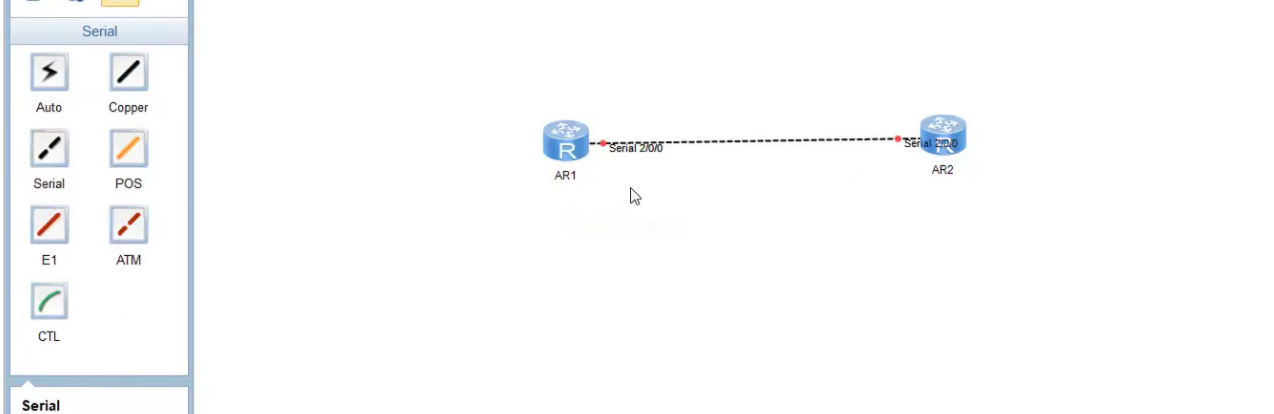 Serial
Auto Copper
Serial POS
E1 ATM
CTL
Serial
R
Serial 2/0/0
AR1
R
Serial 2/0/0
AR2